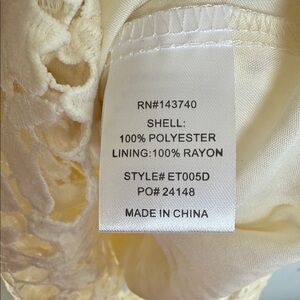 RN#143740
SHELL:
100% POLYESTER
LINING:100% RAYON
STYLE# ET005D
PO# 24148
MADE IN CHINA